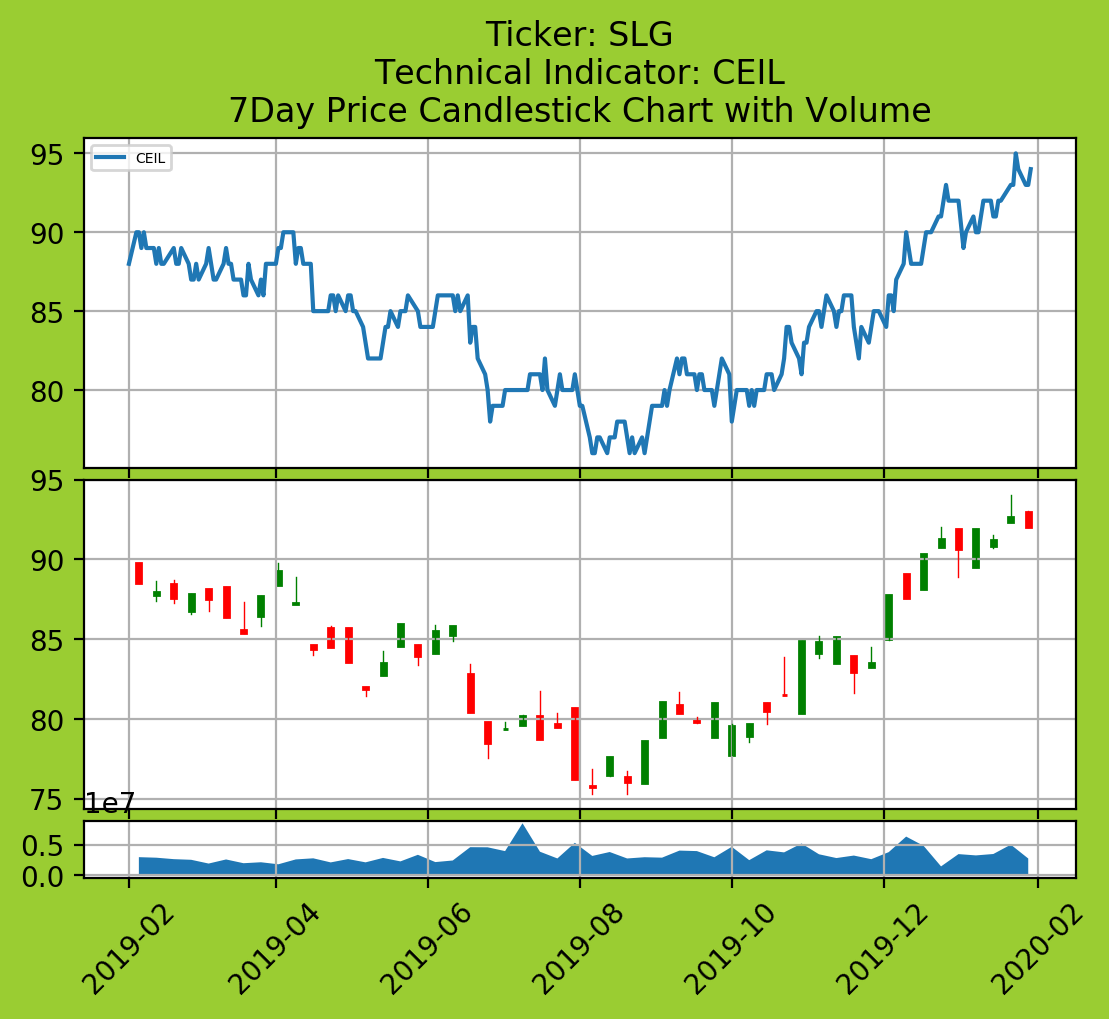 Ticker: SLG
Technical Indicator: CEIL
7Day Price Candlestick Chart with Volume
95
CEIL
90
85
80
95
90
85
80
75
1e7
0.5
0.0
2019-02 2019-04 2019-06 2019-08 2019-10 2019-12 2020-02